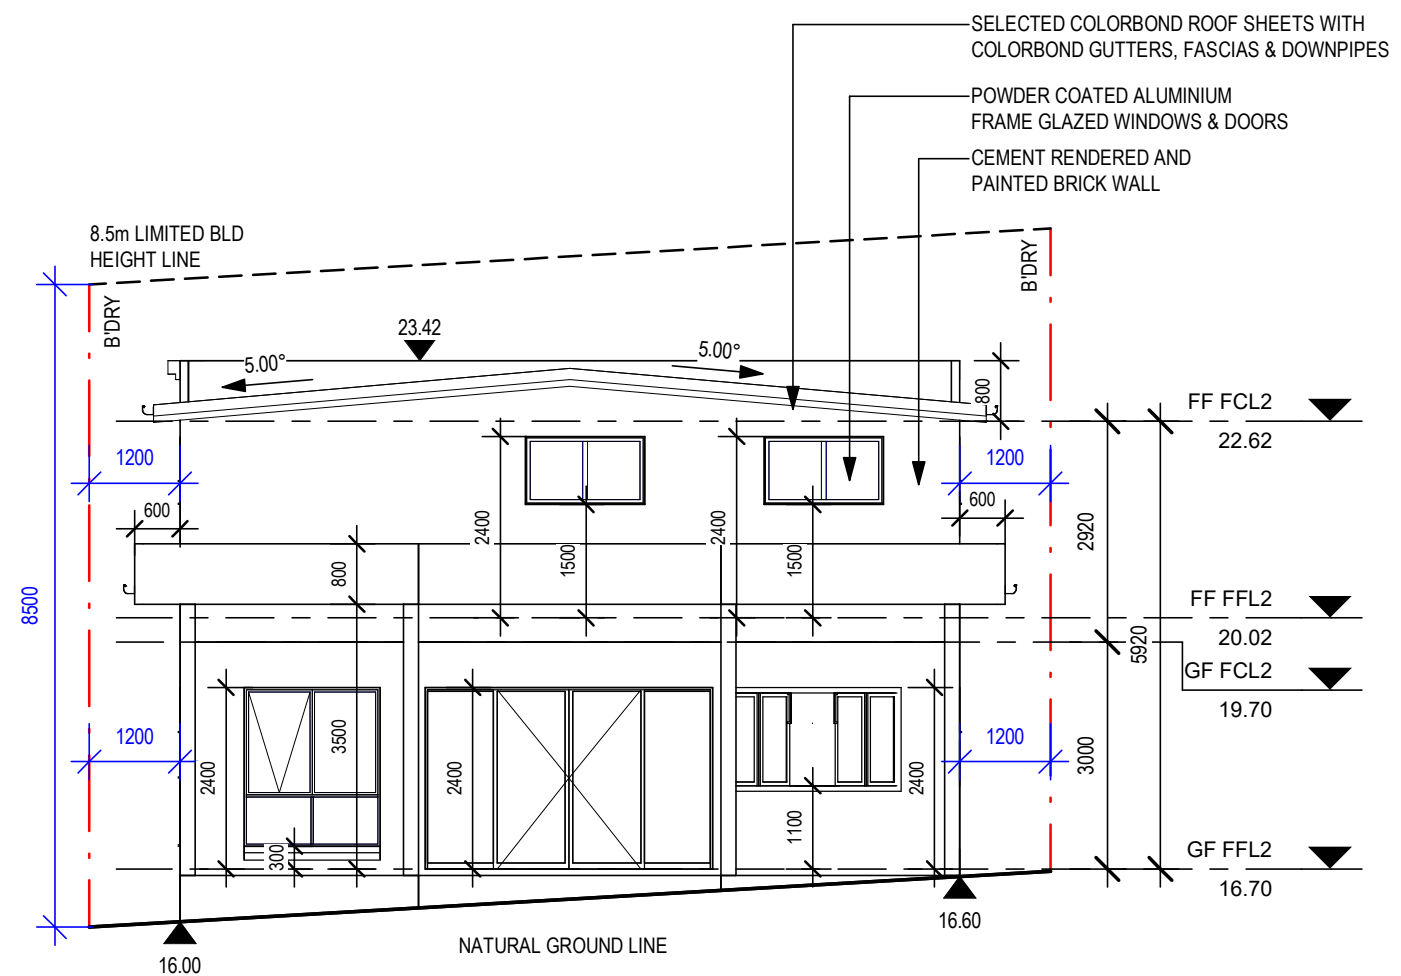 SELECTED COLORBOND ROOF SHEETS WITH
COLORBOND GUTTERS, FASCIAS & DOWNPIPES
POWDER COATED ALUMINIUM
FRAME GLAZED WINDOWS & DOORS
CEMENT RENDERED AND
PAINTED BRICK WALL
8.5m LIMITED BLD
HEIGHT LINE
B'DRY
B'DRY
23.42
5.00°
5.00°
800
FF FCL2
22.62
1200
1200
600
600
2400
1500
2400
1500
2920
800
8500
FF FFL2
20.02
5920
GF FCL2
19.70
1200
1200
3500
2400
2400
2400
3000
1100
300
GF FFL2
16.70
16.60
NATURAL GROUND LINE
16.00